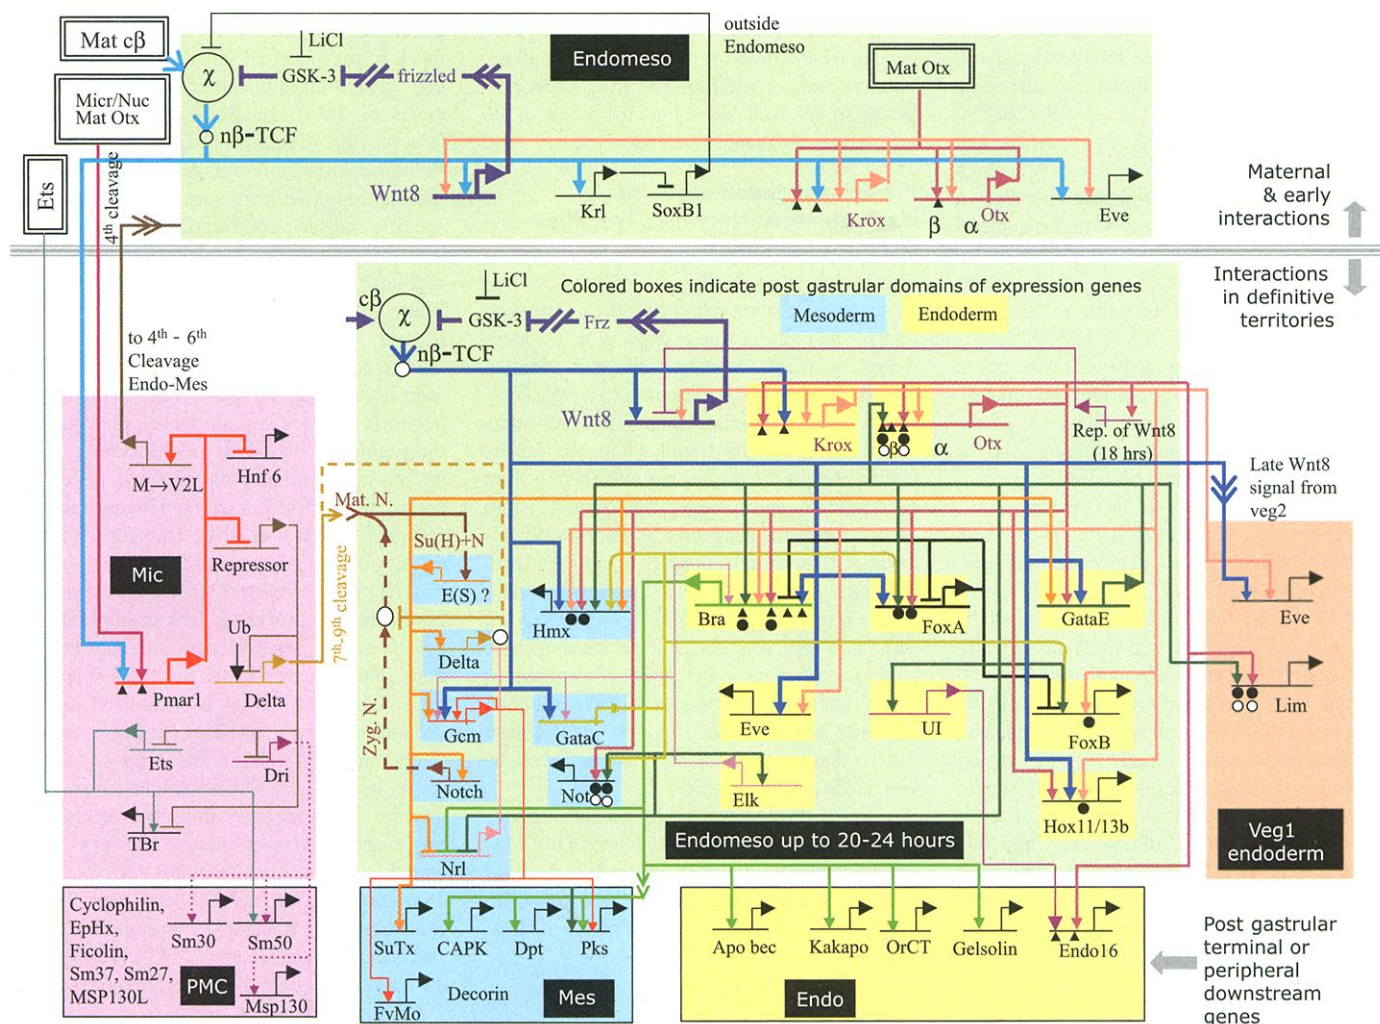 Mat cβ
LiCl
outside
Endomeso
Endomeso
χ
GSK-3
frizzled
Mat Otx
Micr/Nuc
Mat Otx
nβ-TCF
Ets
4th cleavage
Wnt8
Krl
SoxB1
Krox
β
α
Otx
Eve
Maternal
& early
interactions
Interactions
in definitive
territories
LiCl
Colored boxes indicate post gastrular domains of expression genes
cβ
χ
GSK-3
Frz
Mesoderm
Endoderm
nβ-TCF
to 4th - 6th
Cleavage
Endo-Mes
Wnt8
Krox
β
α
Otx
Rep. of Wnt8
(18 hrs)
M→V2L
Hnf 6
Late Wnt8
signal from
veg2
Mat. N.
Su(H)+N
Mic
Repressor
E(S) ?
7th-9th cleavage
Hmx
Bra
FoxA
GataE
Eve
Ub
Delta
Pmar1
Delta
Lim
Zyg. N.
Gcm
GataC
Eve
UI
FoxB
Ets
Dri
Notch
Not
Elk
Hox11/13b
TBr
Nrl
Endomeso up to 20-24 hours
Veg1
endoderm
Cyclophilin,
EpHx,
Ficolin,
Sm37, Sm27,
MSP130L
Sm30
Sm50
PMC
Msp130
SuTx
CAPK
Dpt
Pks
FvMo
Decorin
Mes
Apo bec
Kakapo
OrCT
Gelsolin
Endo16
Endo
Post gastrular
terminal or
peripheral
downstream
genes